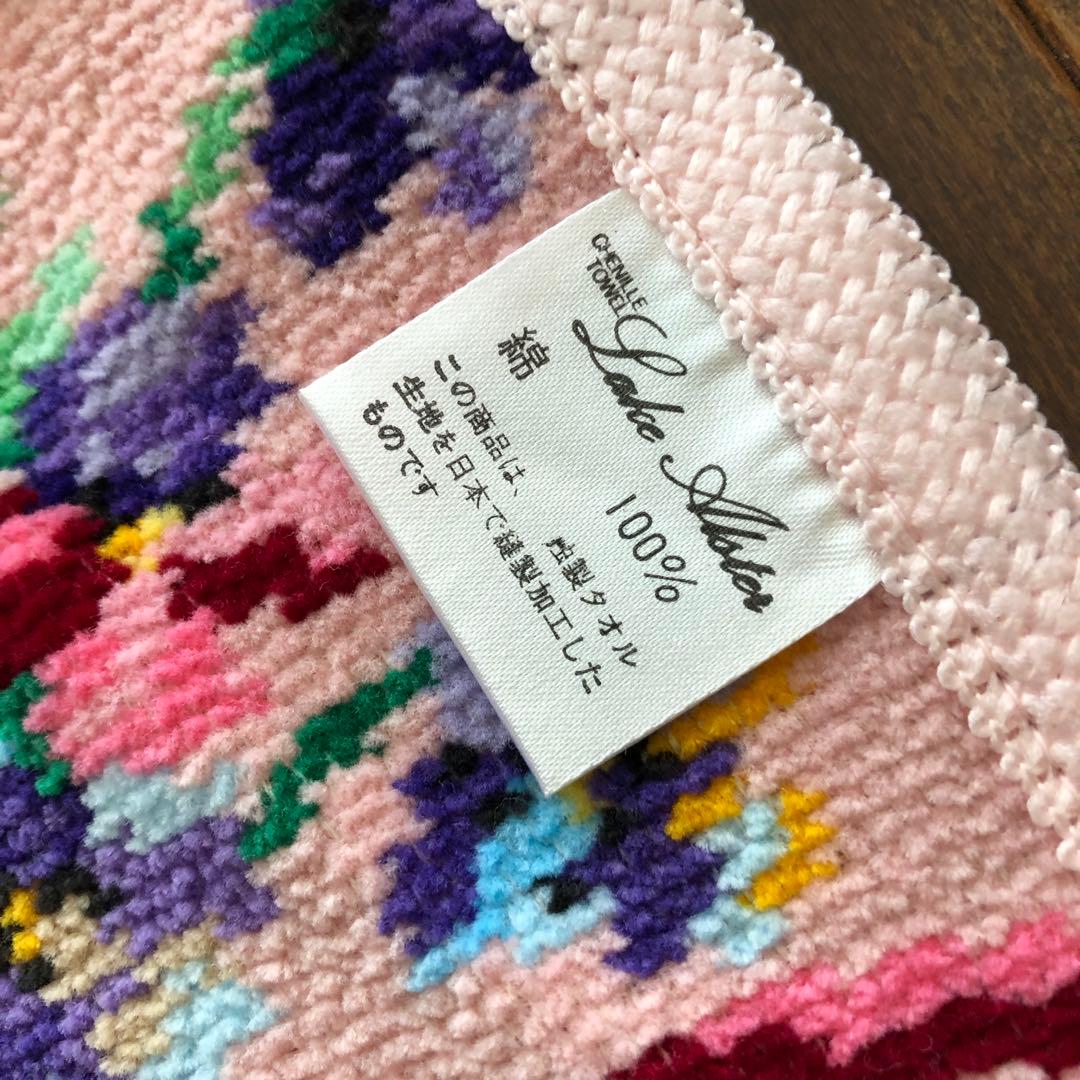 CHENILLE
TOWEL
Lake Alster
綿 100%
この商品は、独製タオル
生地を日本で縫製加工した
ものです